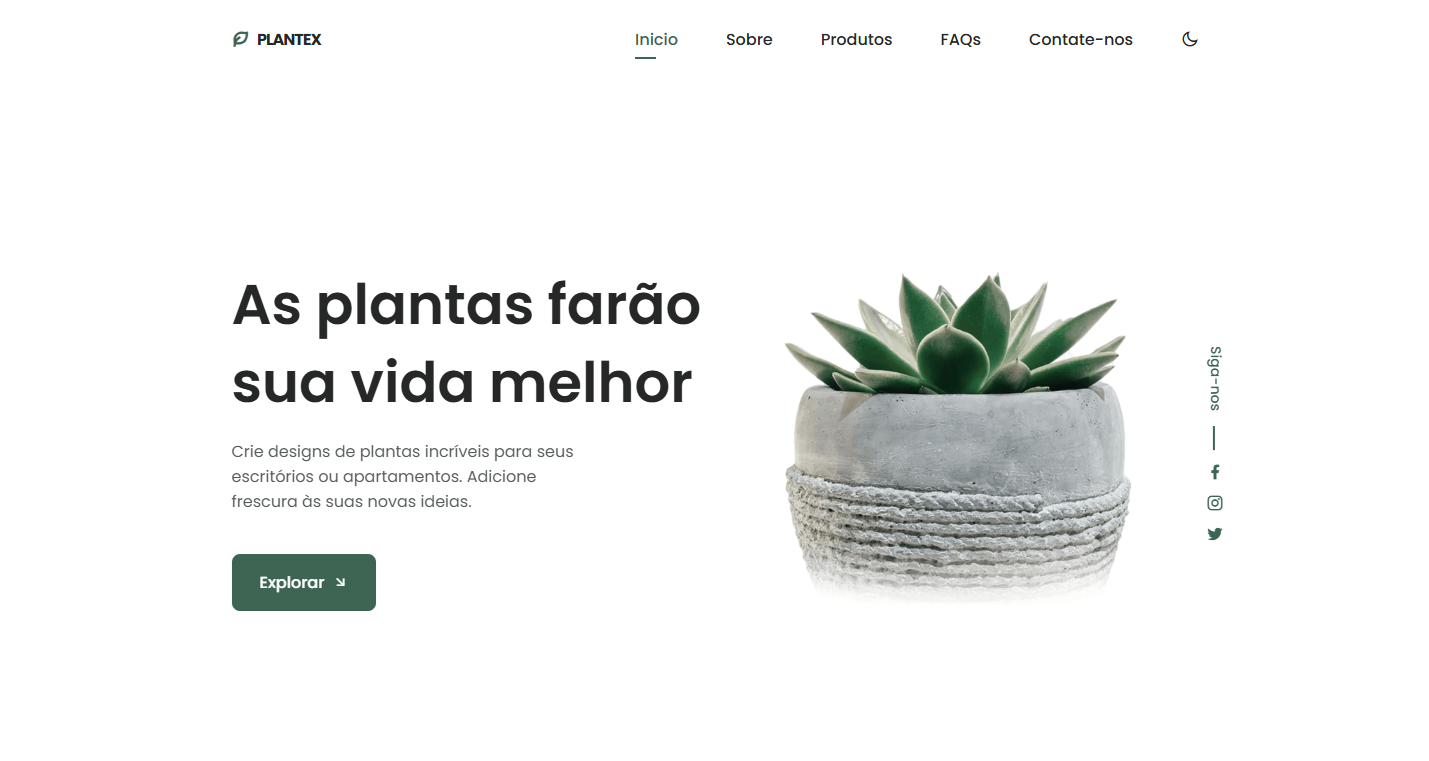 PLANTEX
Inicio
Sobre
Produtos
FAQs
Contate-nos
As plantas farão
sua vida melhor
Crie designs de plantas incríveis para seus
escritórios ou apartamentos. Adicione
frescura às suas novas ideias.
Explorar
Siga-nos